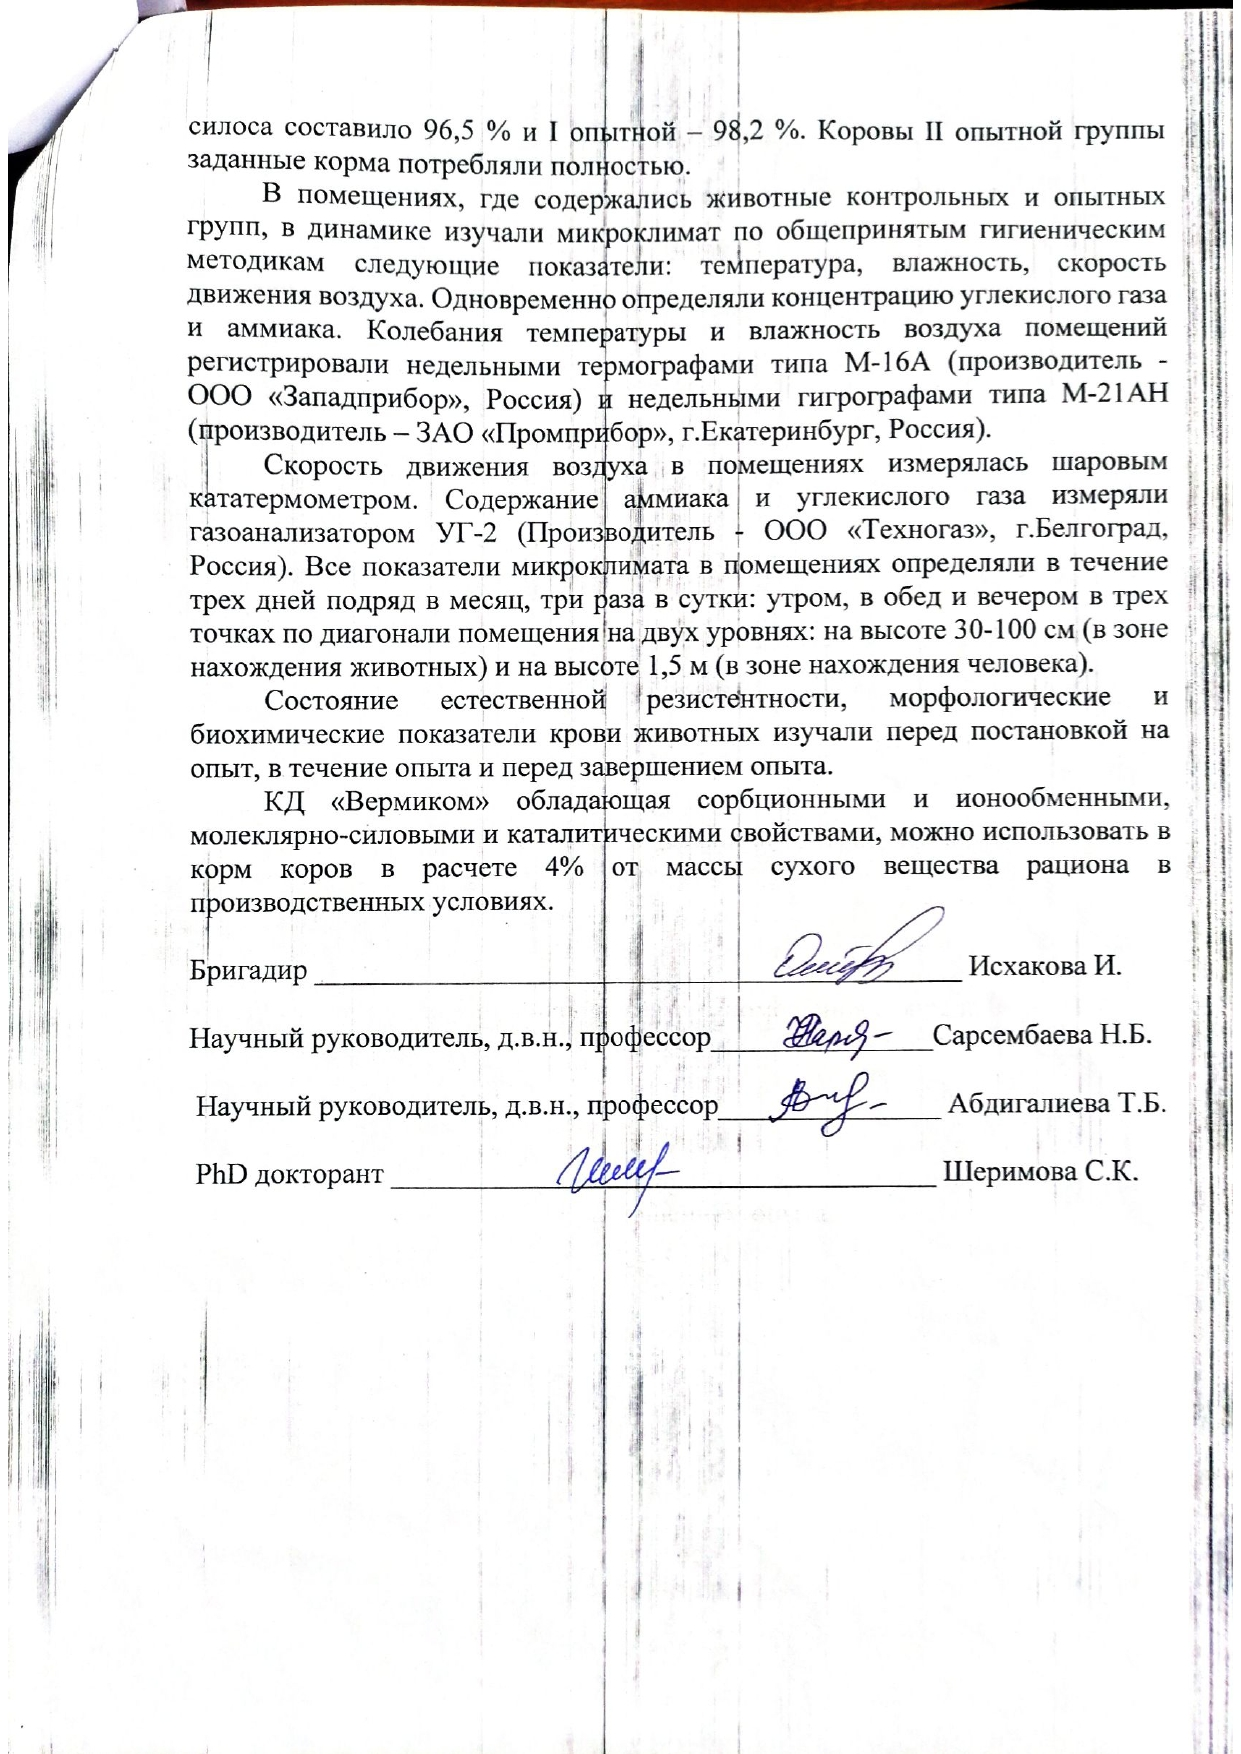 силоса составило 96,5 % и I опытной – 98,2 %. Коровы II опытной группы
заданные корма потребляли полностью.
В помещениях, где содержались животные контрольных и опытных
групп, в динамике изучали микроклимат по общепринятым гигиеническим
методикам следующие показатели: температура, влажность, скорость
движения воздуха. Одновременно определяли концентрацию углекислого газа
и аммиака. Колебания температуры и влажность воздуха помещений
регистрировали недельными термографами типа М-16А (производитель -
ООО «Западприбор», Россия) и недельными гигрографами типа М-21АН
(производитель – ЗАО «Промприбор», г.Екатеринбург, Россия).
Скорость движения воздуха в помещениях измерялась шаровым
кататермометром. Содержание аммиака и углекислого газа измеряли
газоанализатором УГ-2 (Производитель - ООО «Техногаз», г.Белгоград,
Россия). Все показатели микроклимата в помещениях определяли в течение
трех дней подряд в месяц, три раза в сутки: утром, в обед и вечером в трех
точках по диагонали помещения на двух уровнях: на высоте 30-100 см (в зоне
нахождения животных) и на высоте 1,5 м (в зоне нахождения человека).
Состояние естественной резистентности, морфологические и
биохимические показатели крови животных изучали перед постановкой на
опыт, в течение опыта и перед завершением опыта.
КД «Вермиком» обладающая сорбционными и ионообменными,
молеклярно-силовыми и каталитическими свойствами, можно использовать в
корм коров в расчете 4% от массы сухого вещества рациона в
производственных условиях.
Бригадир Исхакова И.
Научный руководитель, д.в.н., профессор Сарсембаева Н.Б.
Научный руководитель, д.в.н., профессор Абдигалиева Т.Б.
PhD докторант Шеримова С.К.